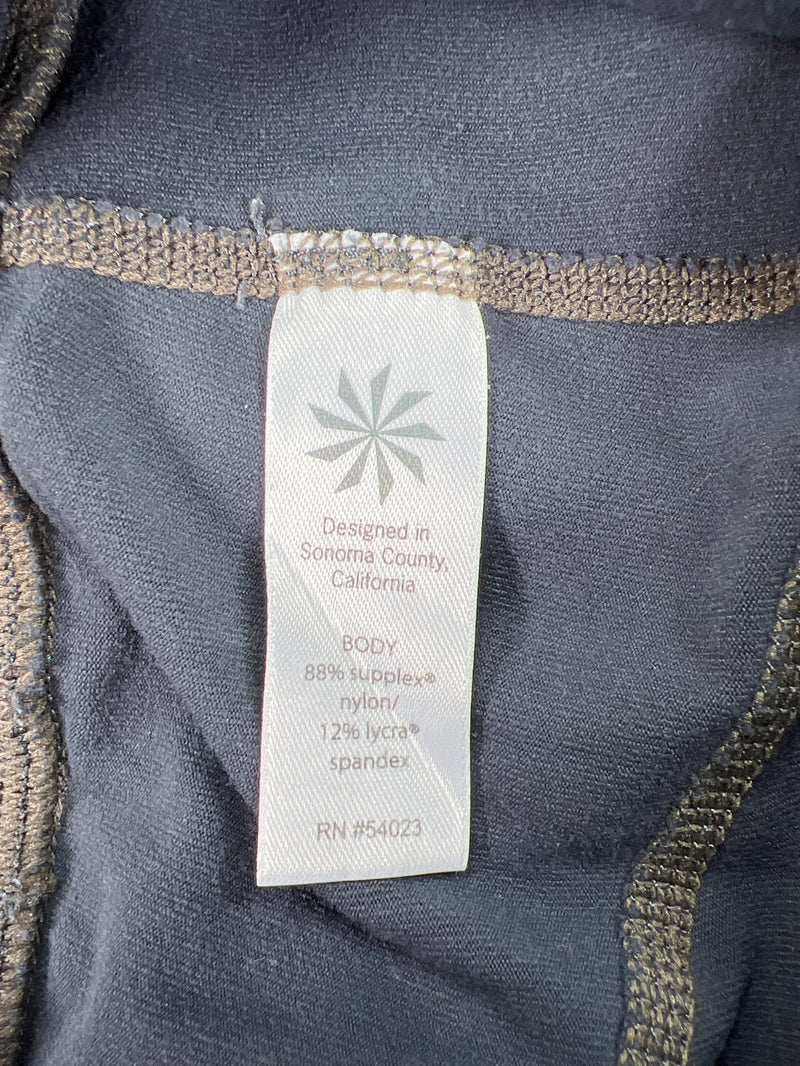 Designed in
Sonoma County,
California
BODY
88% supplex®
nylon/
12% lycra®
spandex
RN #54023